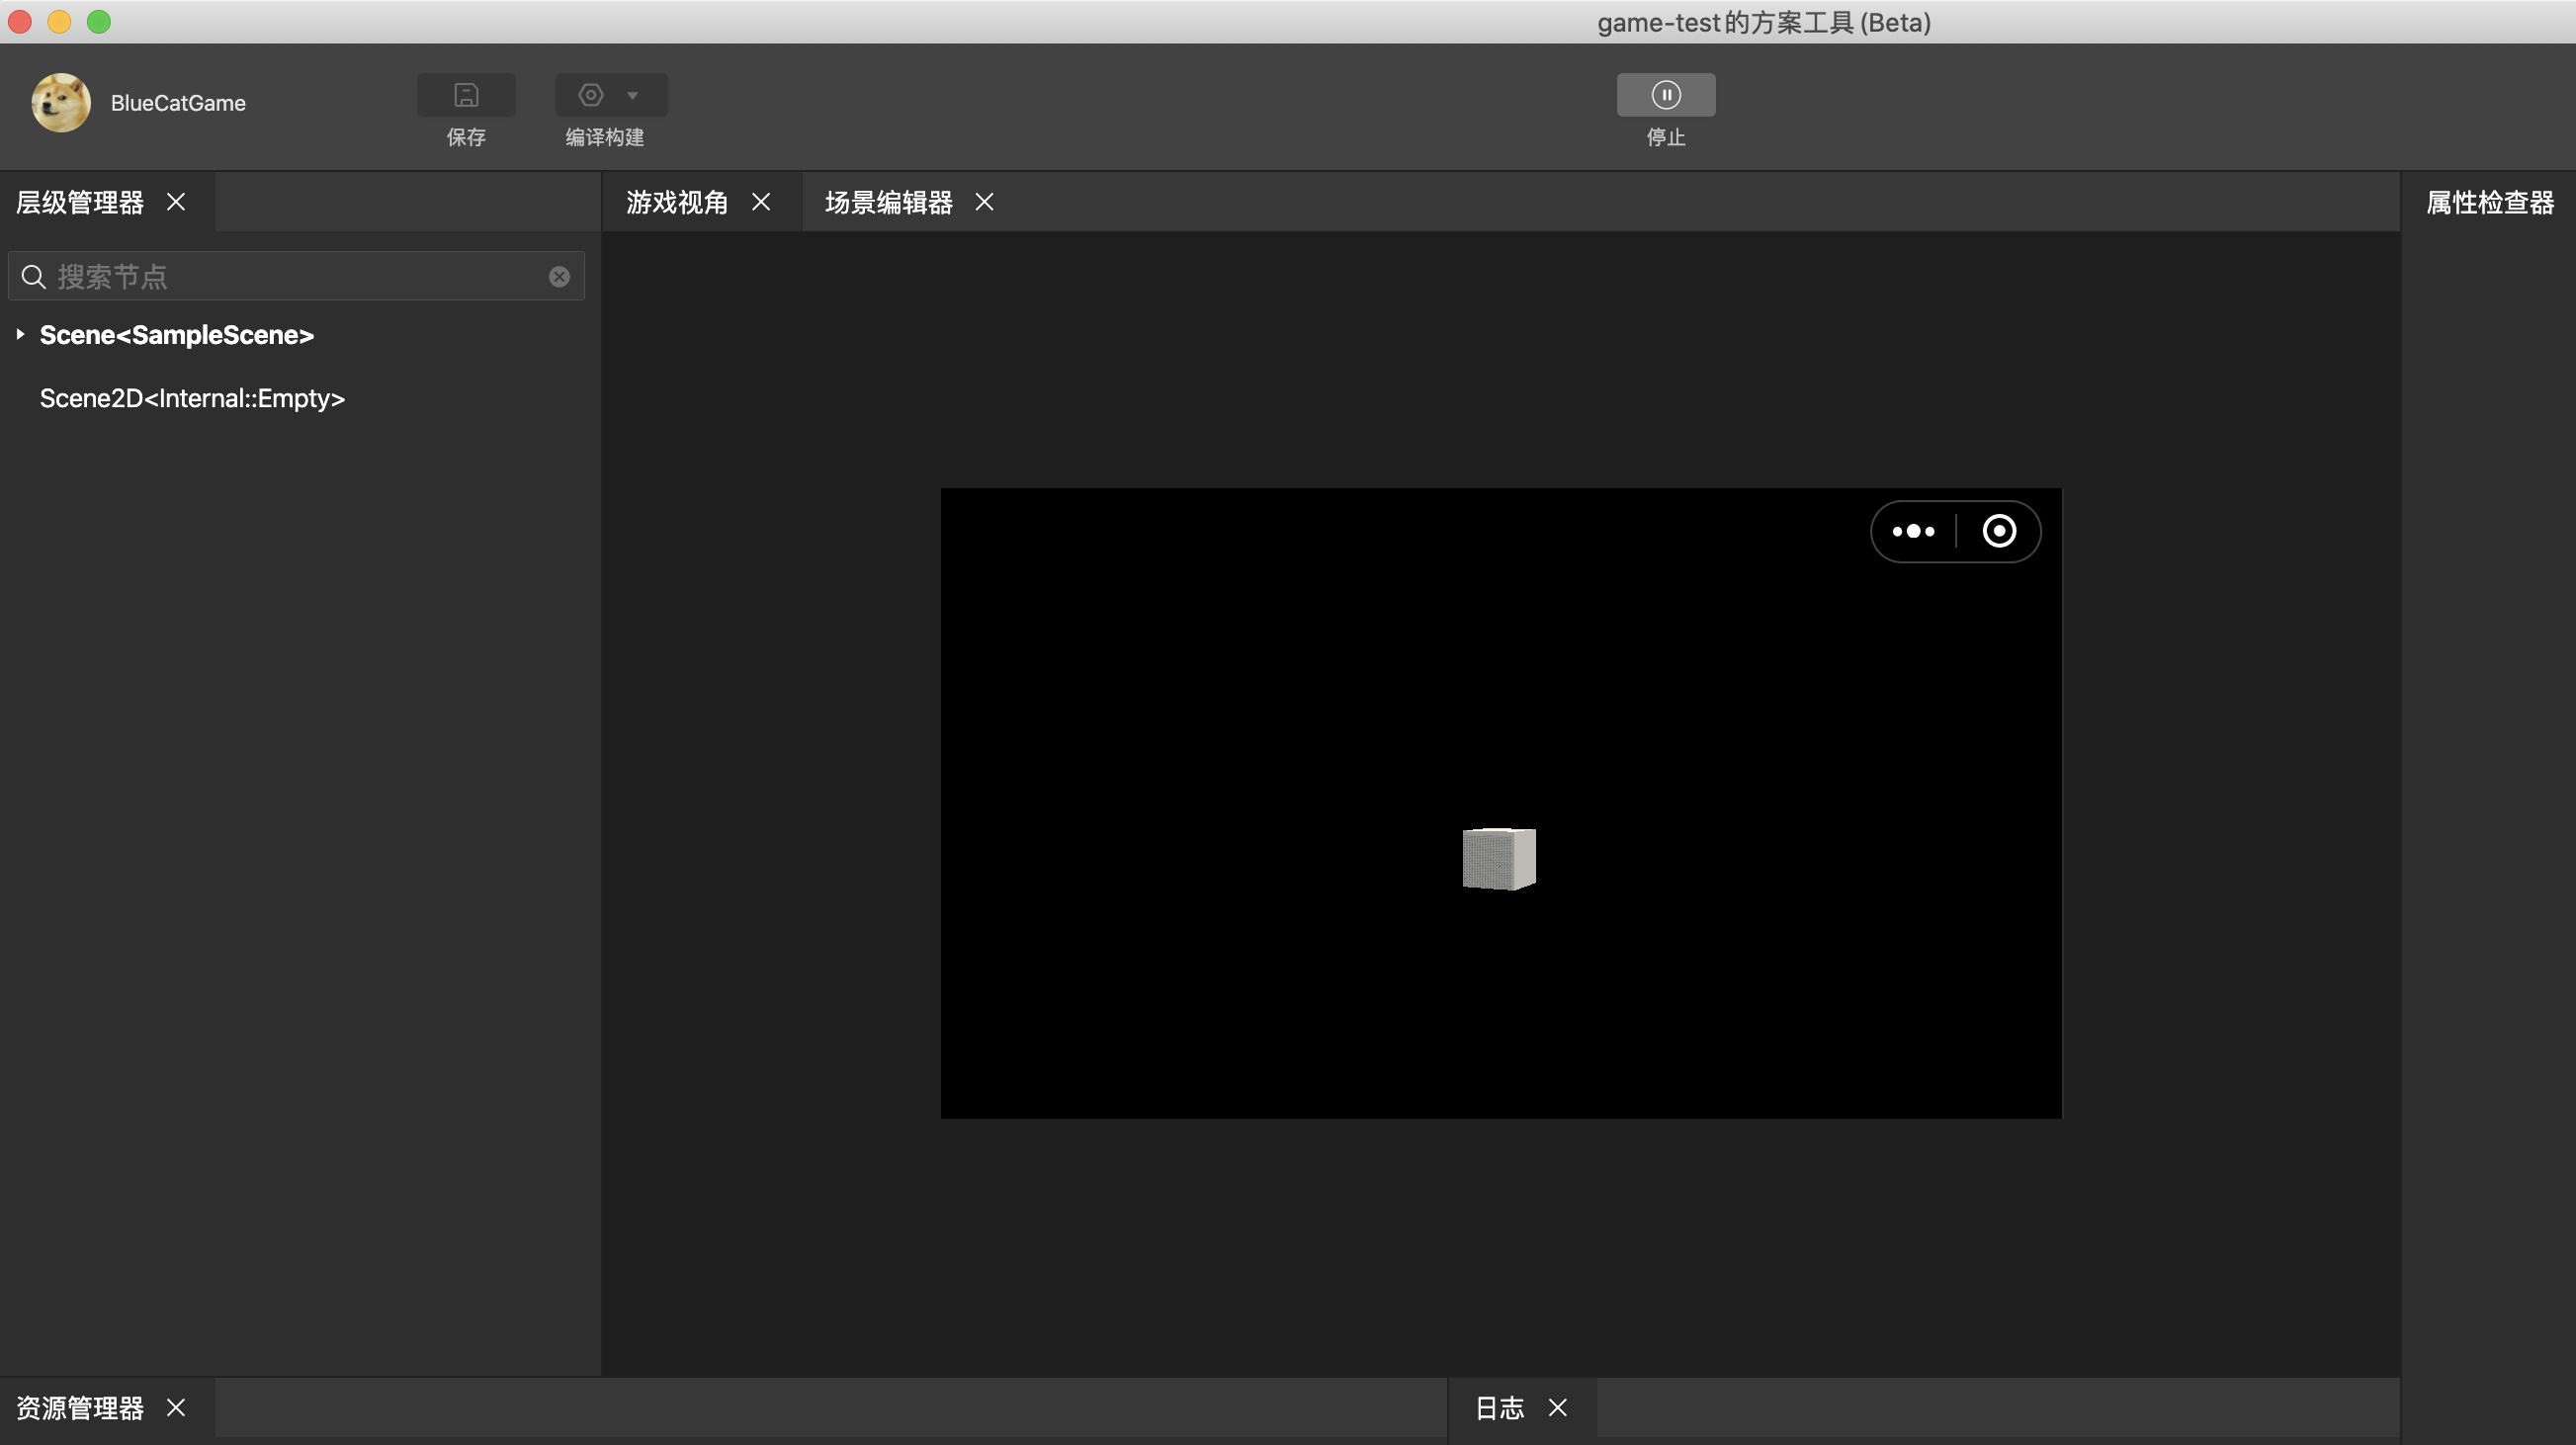 game-test的方案工具 (Beta)
BlueCatGame
保存
编译构建
停止
层级管理器
游戏视角
场景编辑器
属性检查器
搜索节点
Scene<SampleScene>
Scene2D<Internal::Empty>
资源管理器
日志